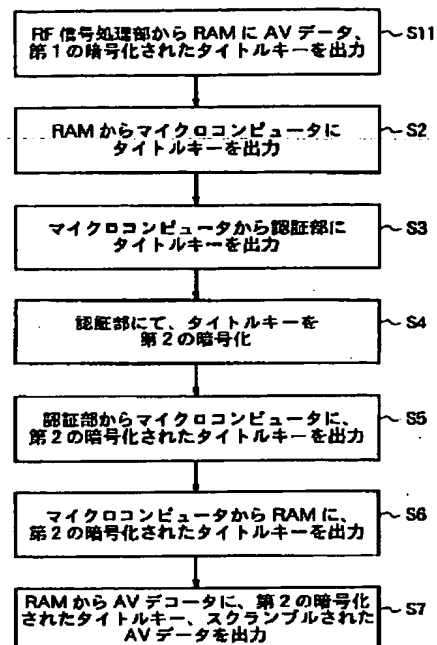 RF 信号処理部から RAM に AV データ、
第1の暗号化されたタイトルキーを出力
S11
RAM からマイクロコンピュータに
タイトルキーを出力
S2
マイクロコンピュータから認証部に
タイトルキーを出力
S3
認証部にて、タイトルキーを
第2の暗号化
S4
認証部からマイクロコンピュータに、
第2の暗号化されたタイトルキーを出力
S5
マイクロコンピュータから RAM に、
第2の暗号化されたタイトルキーを出力
S6
RAM から AV デコータに、第2の暗号化
されたタイトルキー、スクランブルされた
AV データを出力
S7